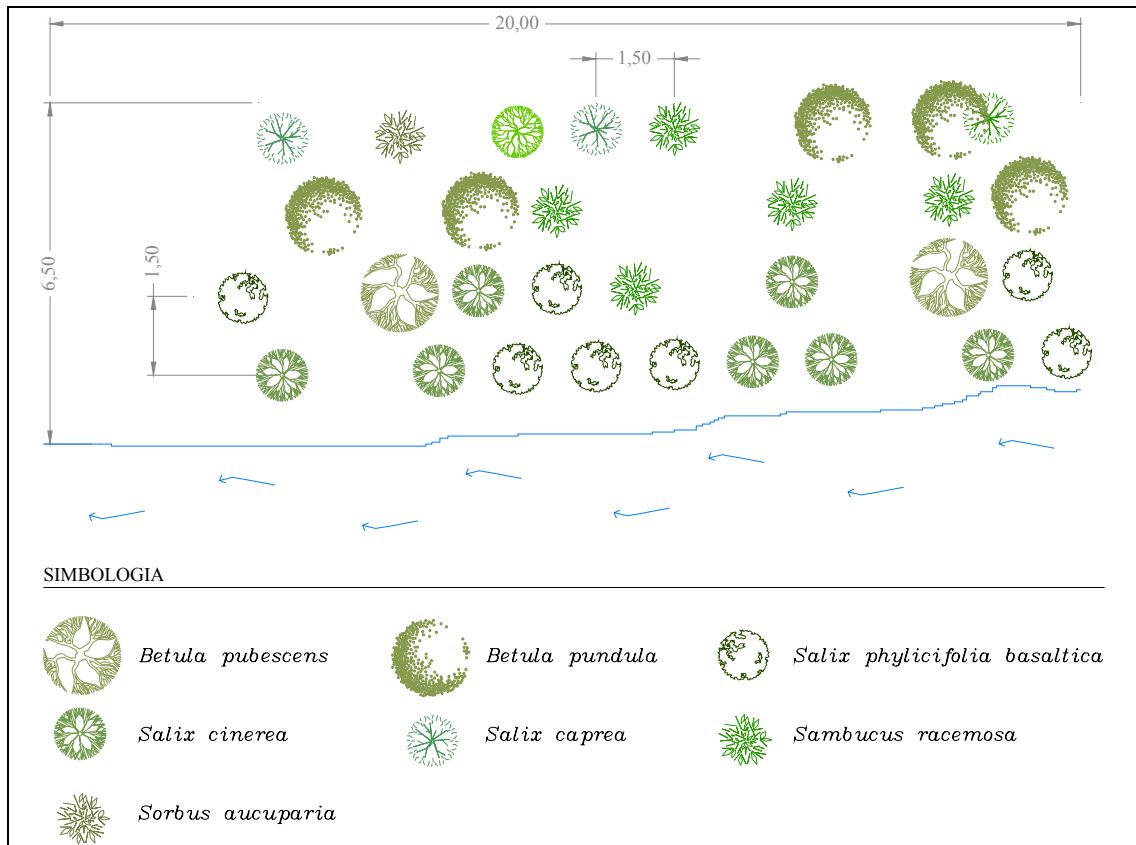 20,00
1,50
6,50
1,50
SIMBOLOGIA
Betula pubescens
Betula pundula
Salix phylicifolia basaltica
Salix cinerea
Salix caprea
Sambucus racemosa
Sorbus aucuparia